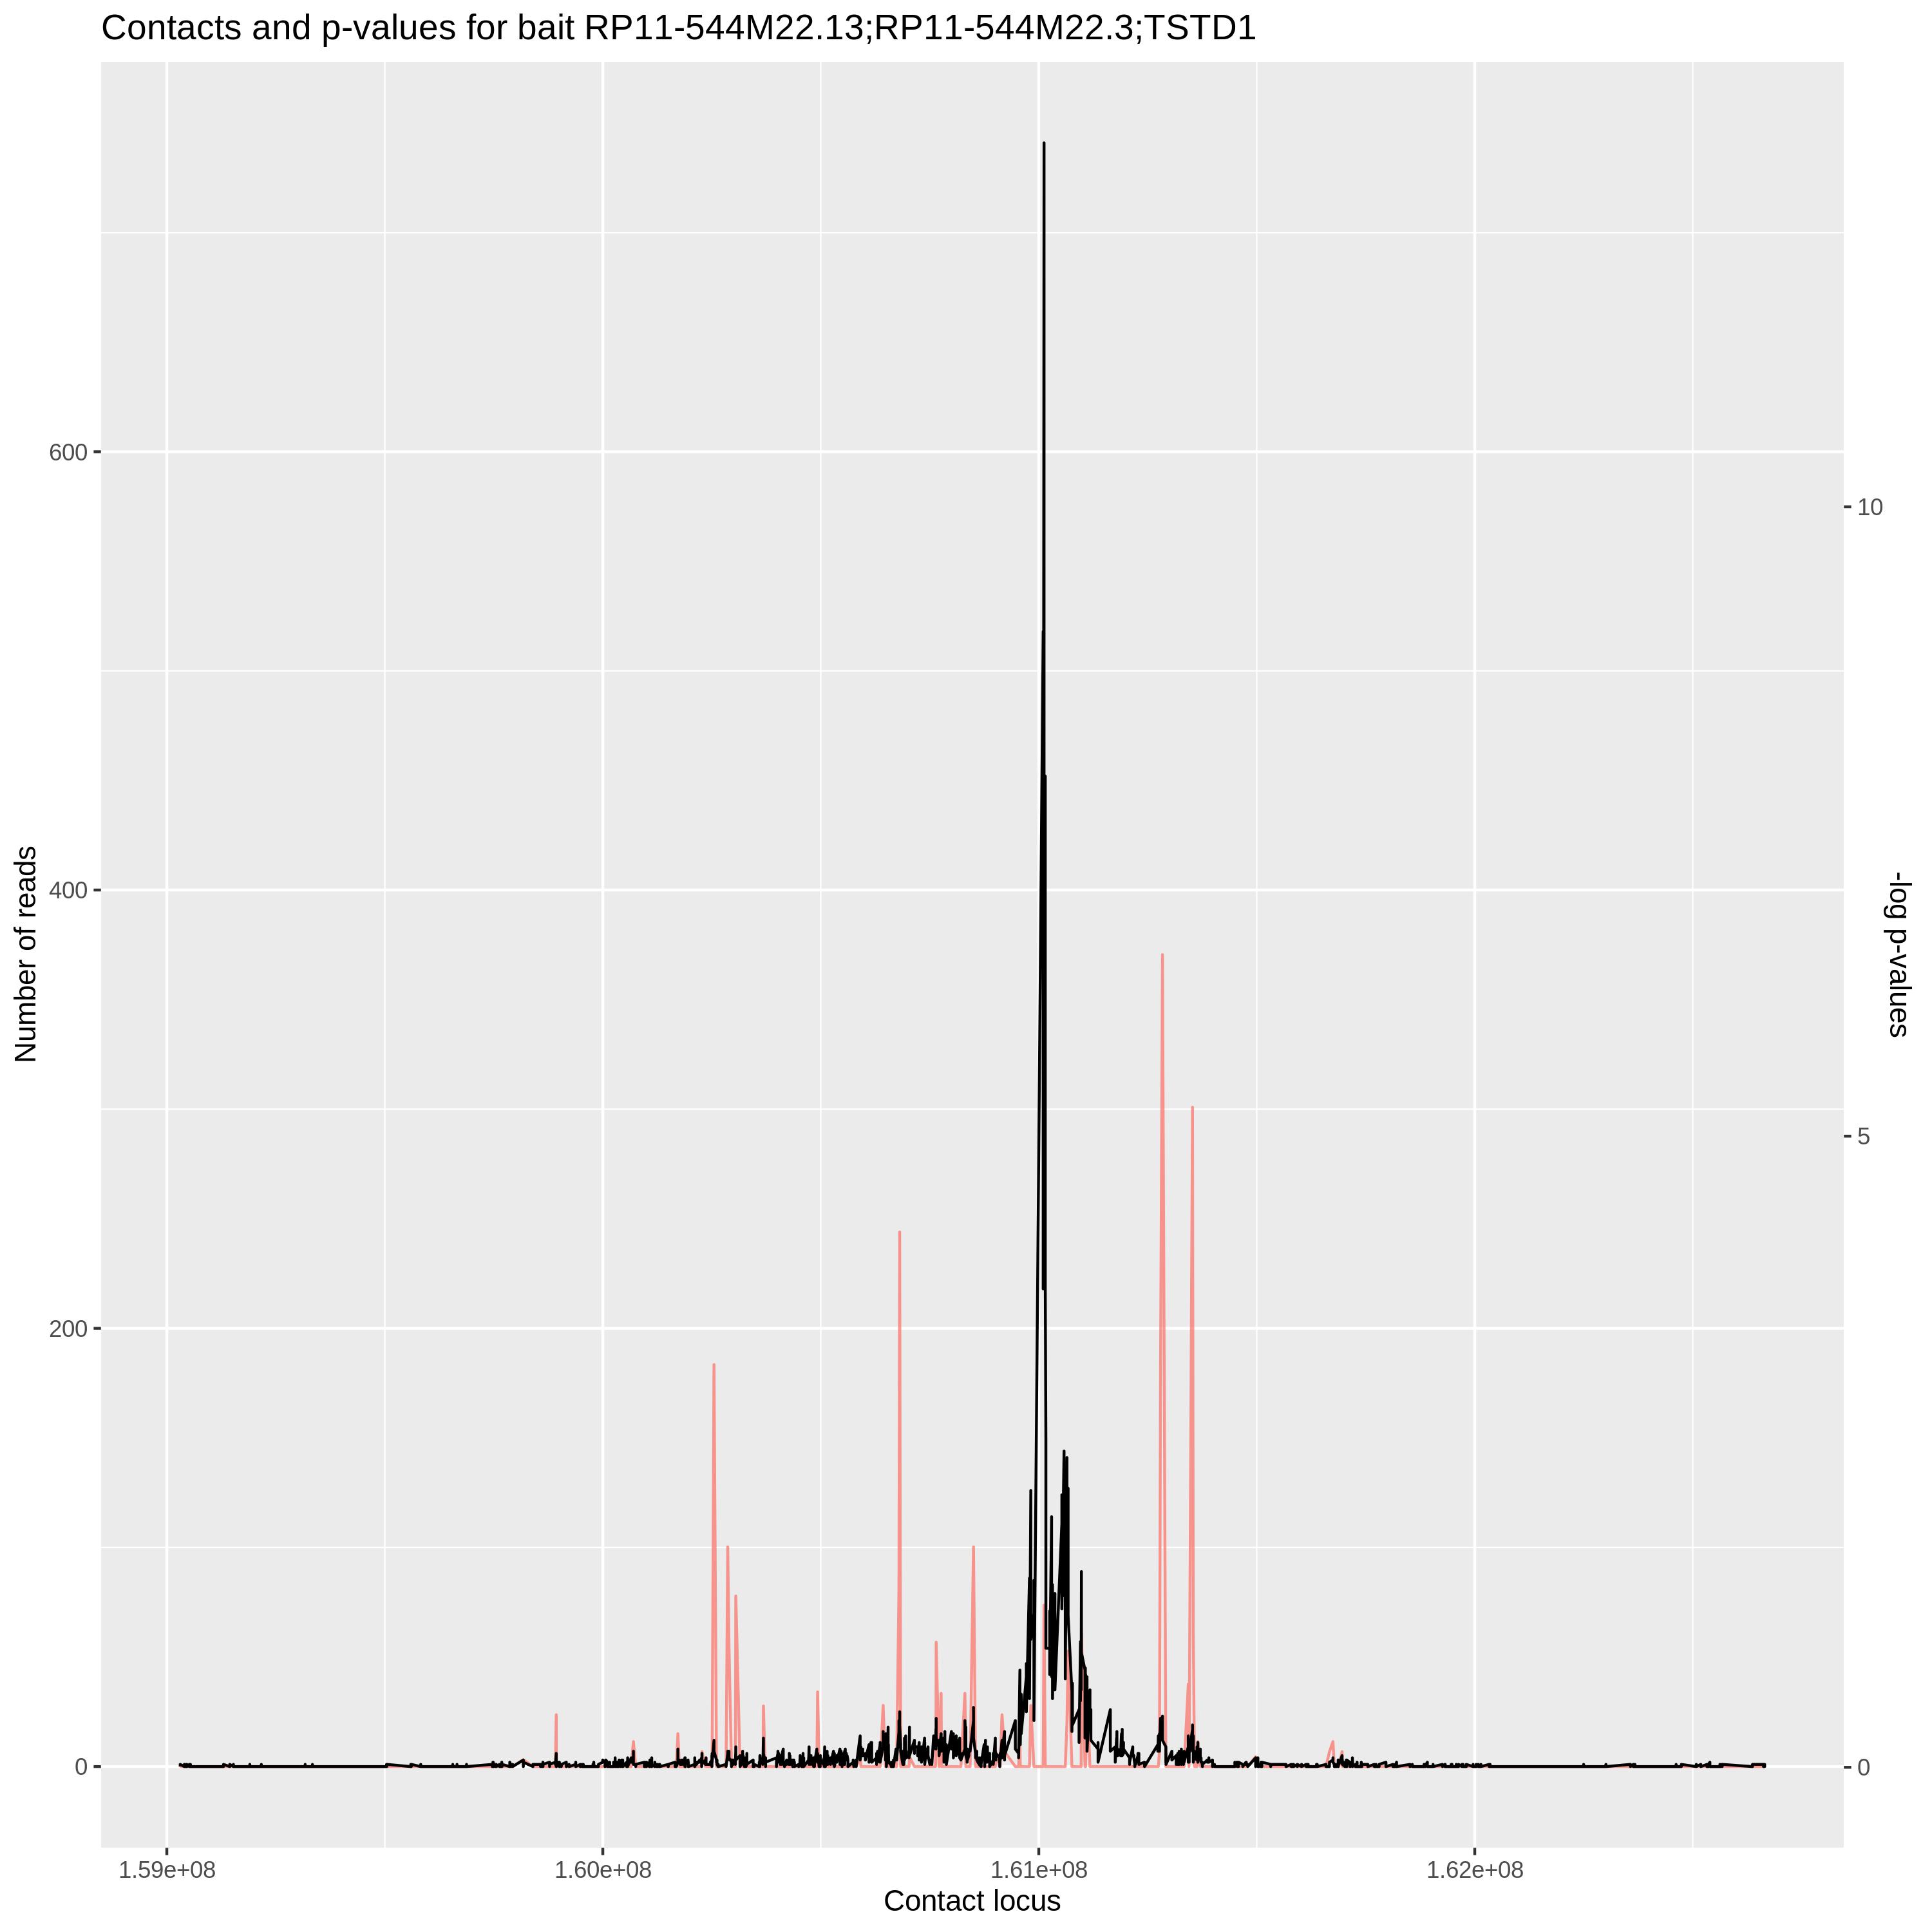 Contacts and p-values for bait RP11-544M22.13;RP11-544M22.3;TSTD1
600
400
200
0
Number of reads
10
5
0
-log p-values
1.59e+08 1.60e+08 1.61e+08 1.62e+08
Contact locus